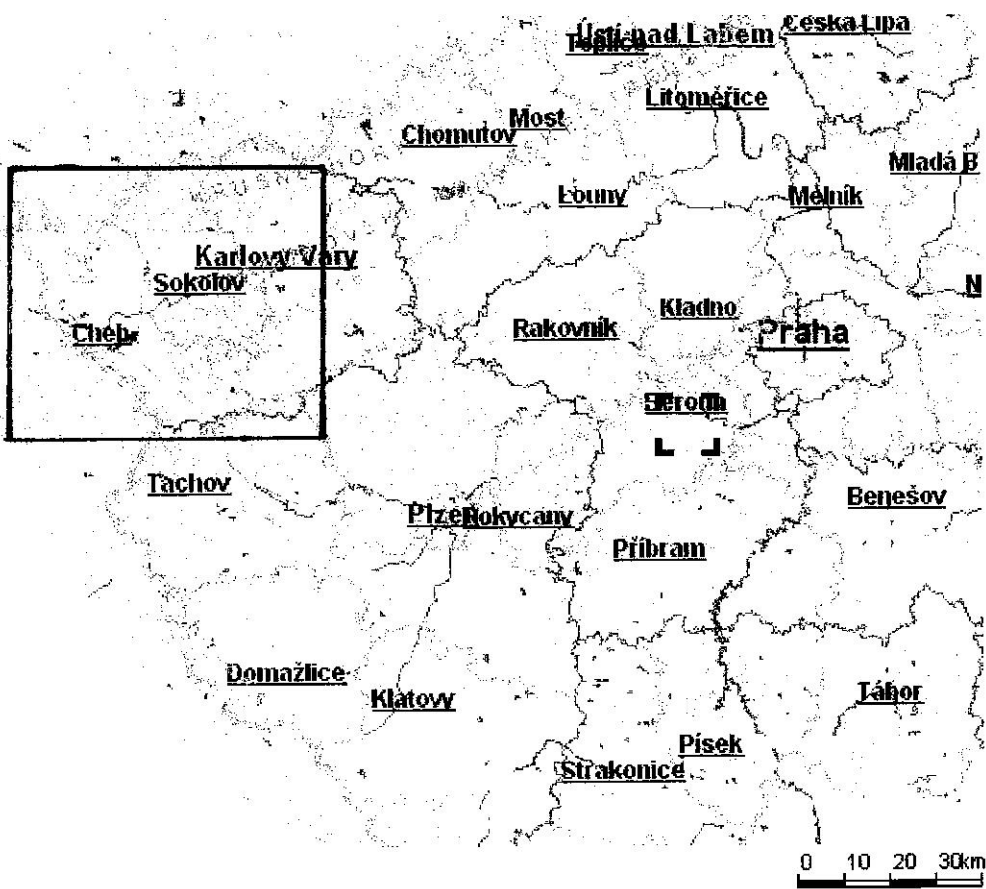 Česká Lípa
Ústí nad Labem
Teplice
Litoměřice
Most
Chomutov
Mladá B
Louny
Mělník
Karlovy Vary
Sokolov
N
Kladno
Cheb
Rakovník
Praha
Beroun
Tachov
Benešov
Plzeň
Rokycany
Příbram
Domažlice
Klatovy
Tábor
Písek
Strakonice
0 10 20 30km